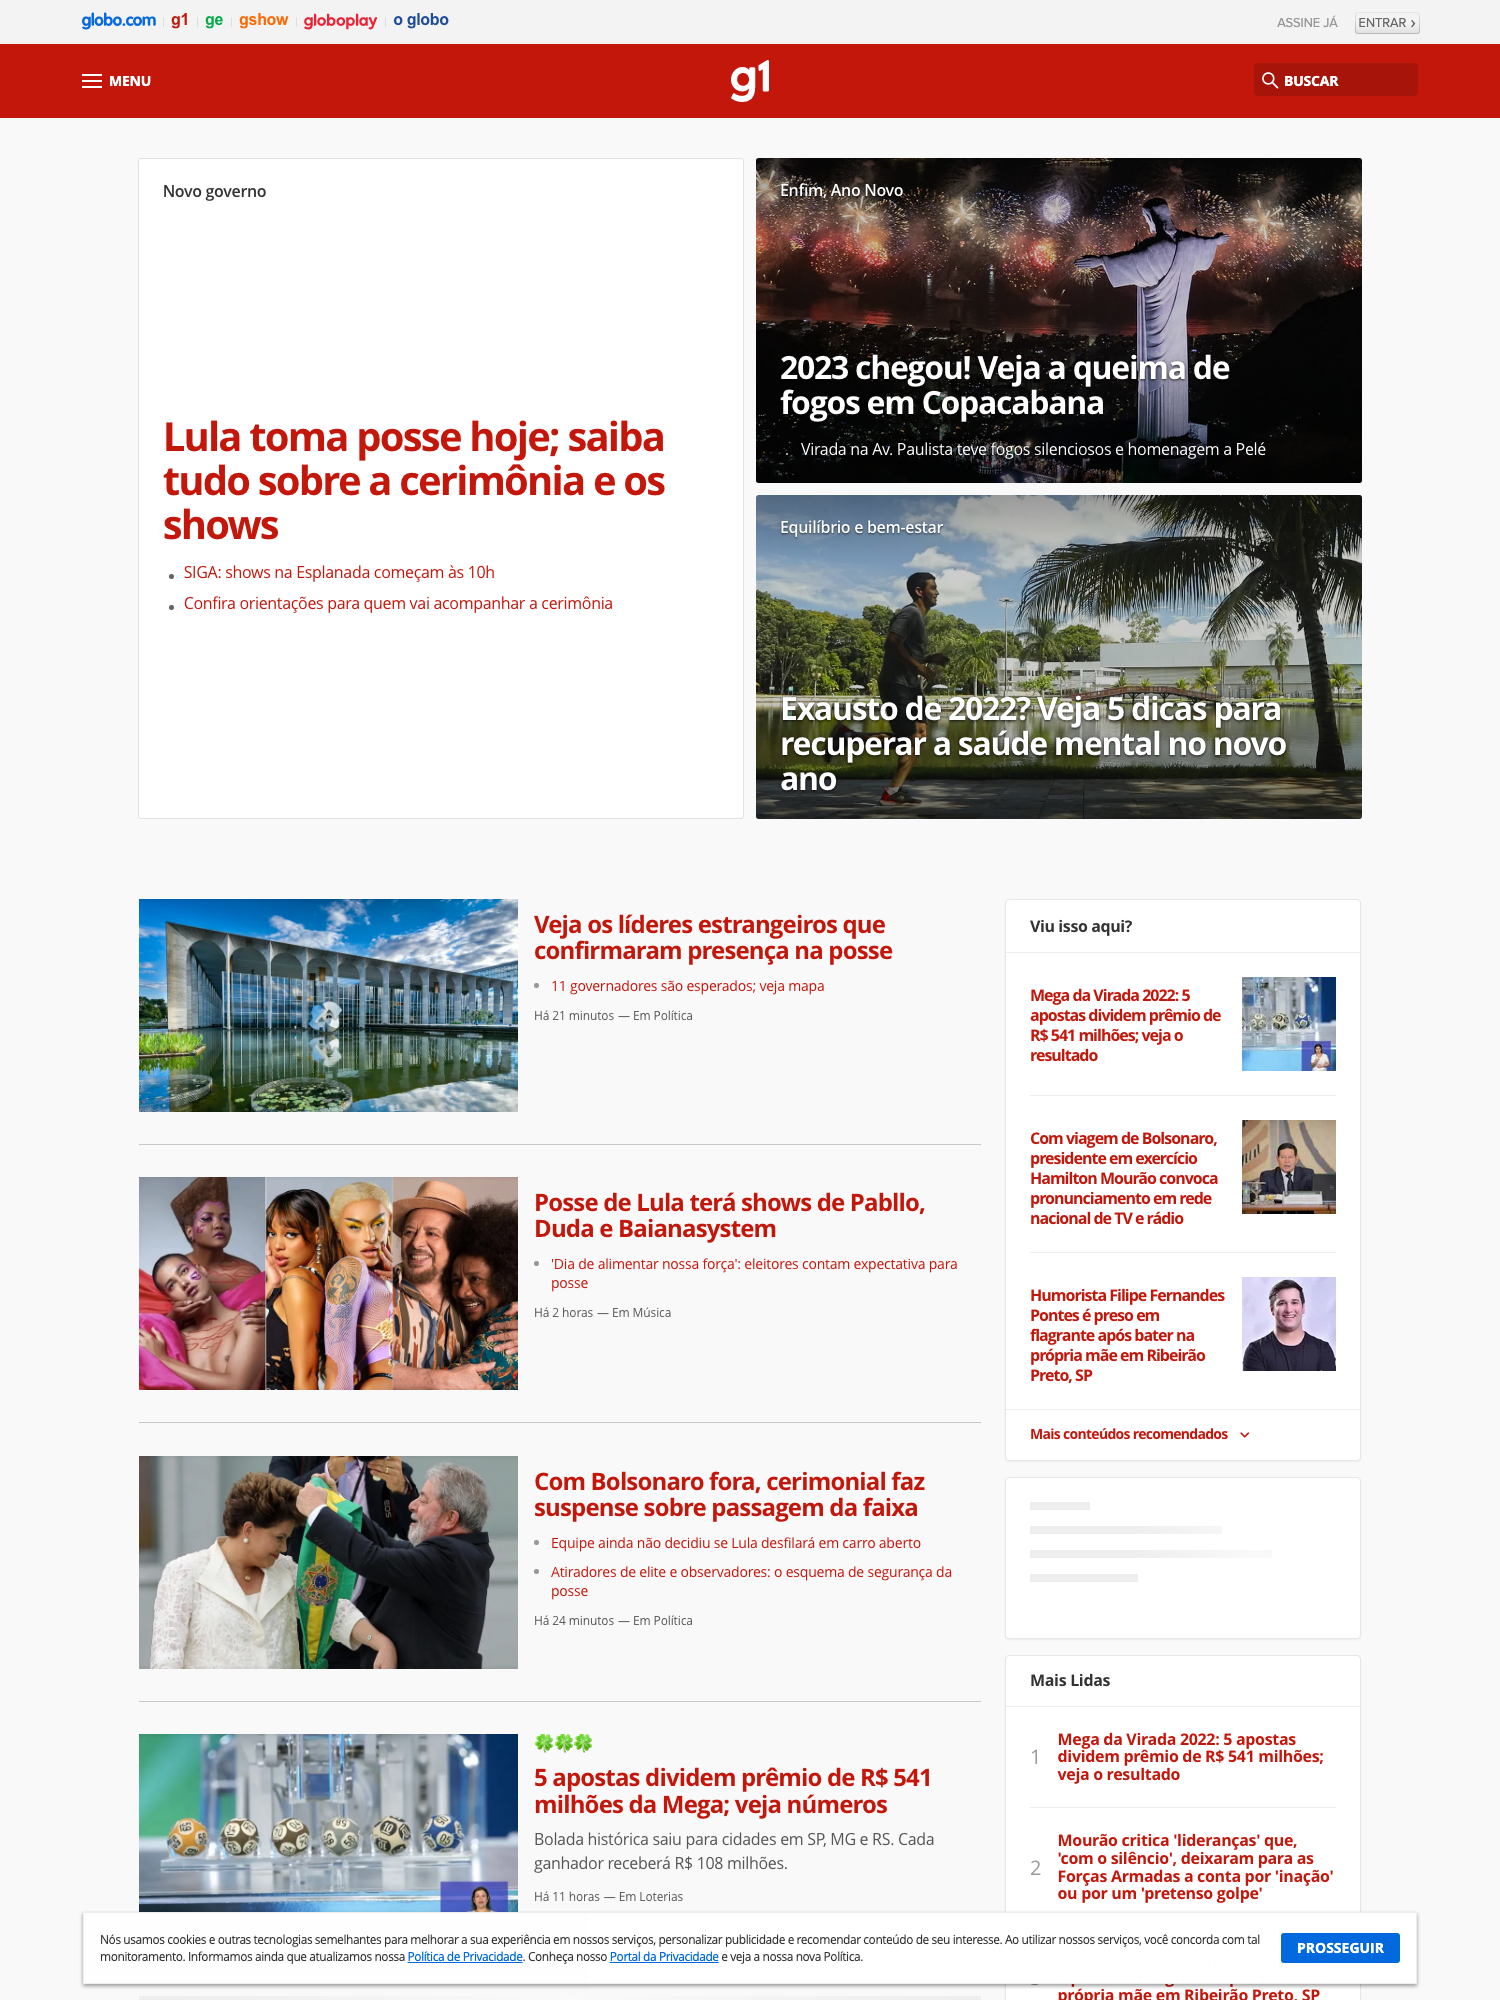 globo.com g1 ge gshow globoplay o globo
ASSINE JÁ ENTRAR ›
MENU
g1
BUSCAR
Novo governo
Lula toma posse hoje; saiba
tudo sobre a cerimônia e os
shows
SIGA: shows na Esplanada começam às 10h
Confira orientações para quem vai acompanhar a cerimônia
Enfim, Ano Novo
2023 chegou! Veja a queima de
fogos em Copacabana
Virada na Av. Paulista teve fogos silenciosos e homenagem a Pelé
Equilíbrio e bem-estar
Exausto de 2022? Veja 5 dicas para
recuperar a saúde mental no novo
ano
Veja os líderes estrangeiros que
confirmaram presença na posse
11 governadores são esperados; veja mapa
Há 21 minutos — Em Política
Posse de Lula terá shows de Pabllo,
Duda e Baianasystem
'Dia de alimentar nossa força': eleitores contam expectativa para
posse
Há 2 horas — Em Música
Com Bolsonaro fora, cerimonial faz
suspense sobre passagem da faixa
Equipe ainda não decidiu se Lula desfilará em carro aberto
Atiradores de elite e observadores: o esquema de segurança da
posse
Há 24 minutos — Em Política
🍀🍀🍀
5 apostas dividem prêmio de R$ 541
milhões da Mega; veja números
Bolada histórica saiu para cidades em SP, MG e RS. Cada
ganhador receberá R$ 108 milhões.
Há 11 horas — Em Loterias
Viu isso aqui?
Mega da Virada 2022: 5
apostas dividem prêmio de
R$ 541 milhões; veja o
resultado
Com viagem de Bolsonaro,
presidente em exercício
Hamilton Mourão convoca
pronunciamento em rede
nacional de TV e rádio
Humorista Filipe Fernandes
Pontes é preso em
flagrante após bater na
própria mãe em Ribeirão
Preto, SP
Mais conteúdos recomendados
Mais Lidas
1
Mega da Virada 2022: 5 apostas
dividem prêmio de R$ 541 milhões;
veja o resultado
2
Mourão critica 'lideranças' que,
'com o silêncio', deixaram para as
Forças Armadas a conta por 'inação'
ou por um 'pretenso golpe'
própria mãe em Ribeirão Preto, SP
Nós usamos cookies e outras tecnologias semelhantes para melhorar a sua experiência em nossos serviços, personalizar publicidade e recomendar conteúdo de seu interesse. Ao utilizar nossos serviços, você concorda com tal
monitoramento. Informamos ainda que atualizamos nossa Política de Privacidade. Conheça nosso Portal da Privacidade e veja a nossa nova Política.
PROSSEGUIR